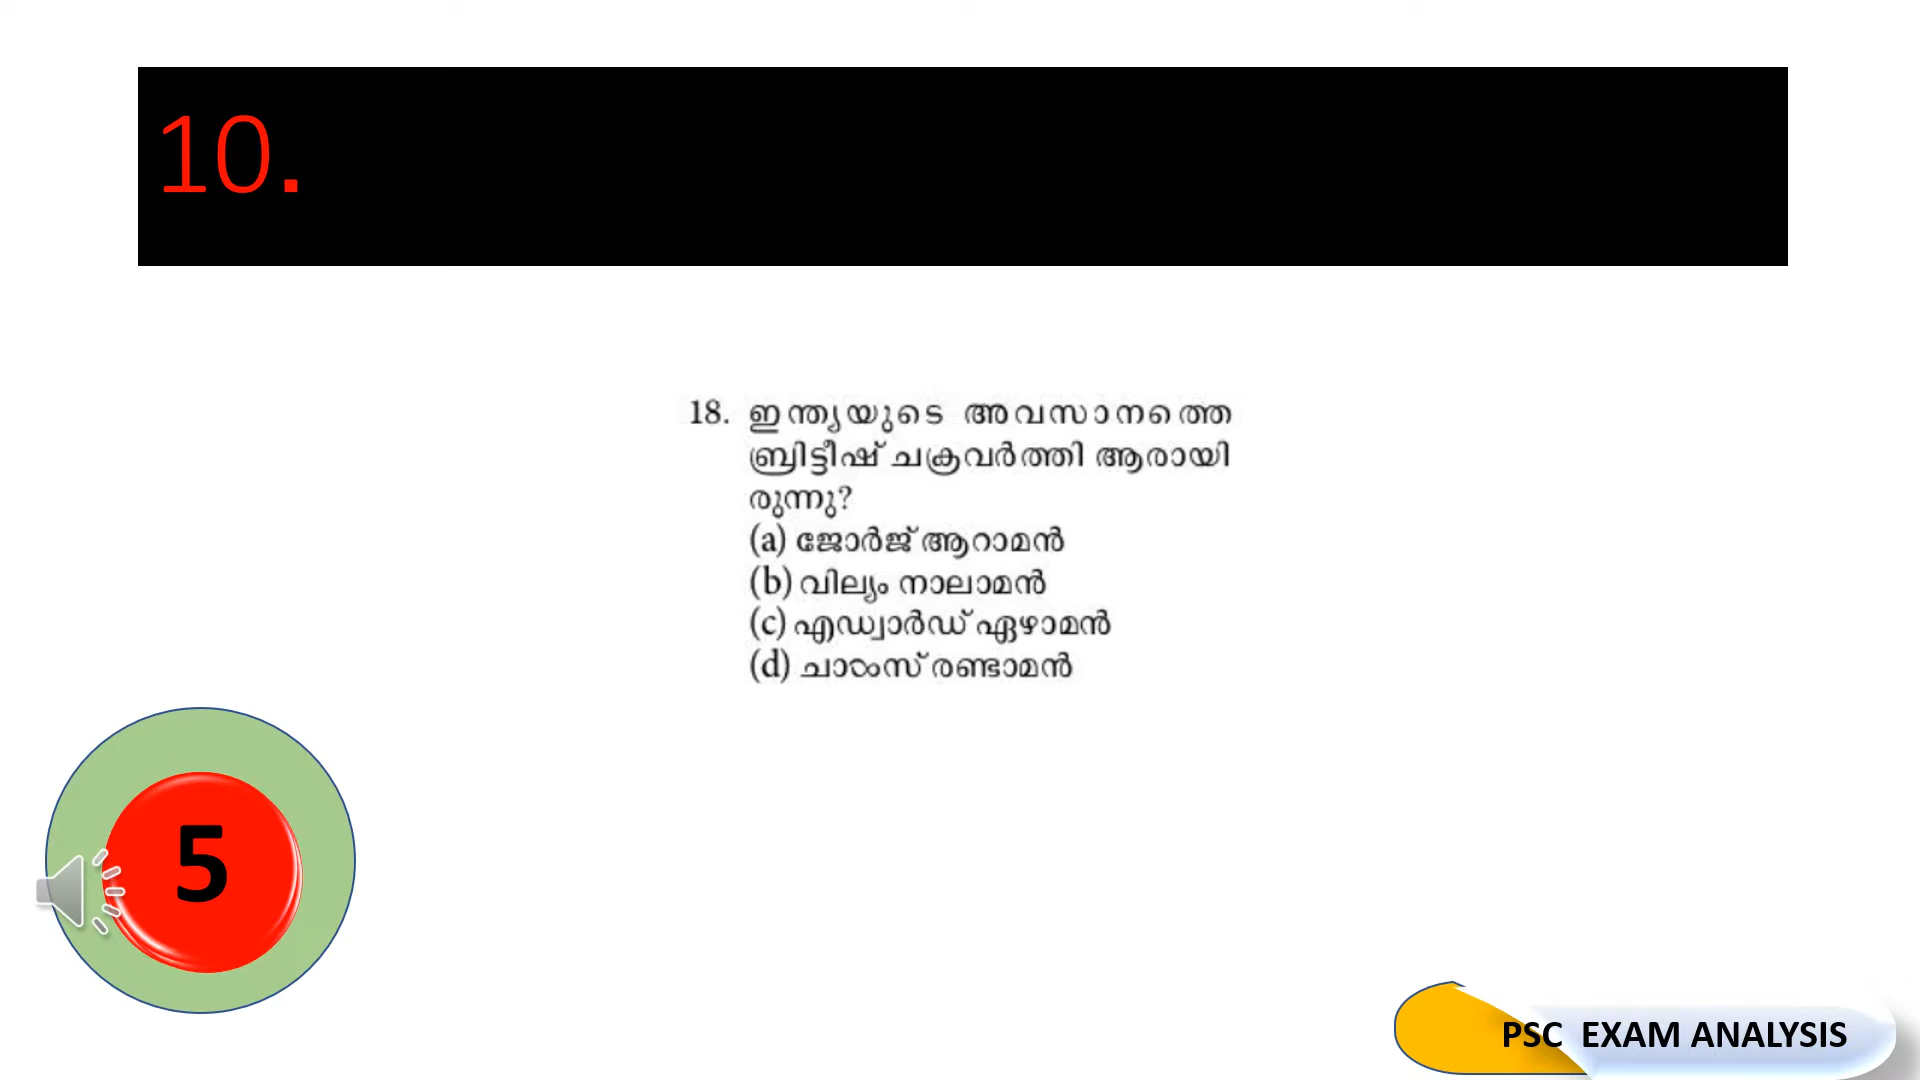 10.
18. ഇന്ത്യയുടെ അവസാനത്തെ
ബ്രിട്ടീഷ് ചക്രവർത്തി ആരായി
രുന്നു?
(a) ജോർജ് ആറാമൻ
(b) വില്യം നാലാമൻ
(c) എഡ്വാർഡ് ഏഴാമൻ
(d) ചാൾസ് രണ്ടാമൻ
5
PSC EXAM ANALYSIS